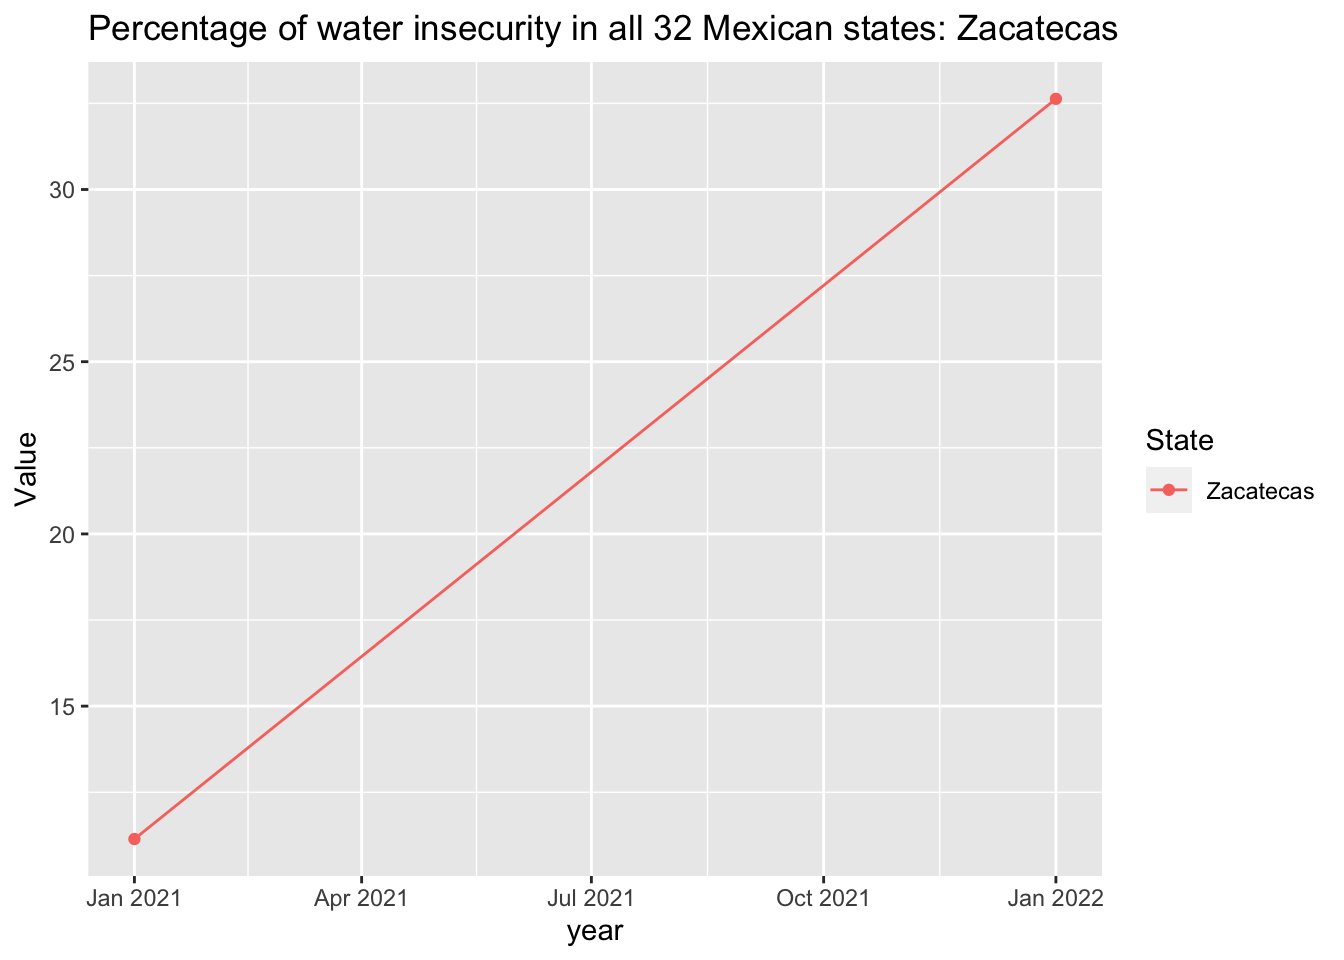 Percentage of water insecurity in all 32 Mexican states: Zacatecas
Value
30
25
20
15
Jan 2021 Apr 2021 Jul 2021 Oct 2021 Jan 2022
year
State
Zacatecas